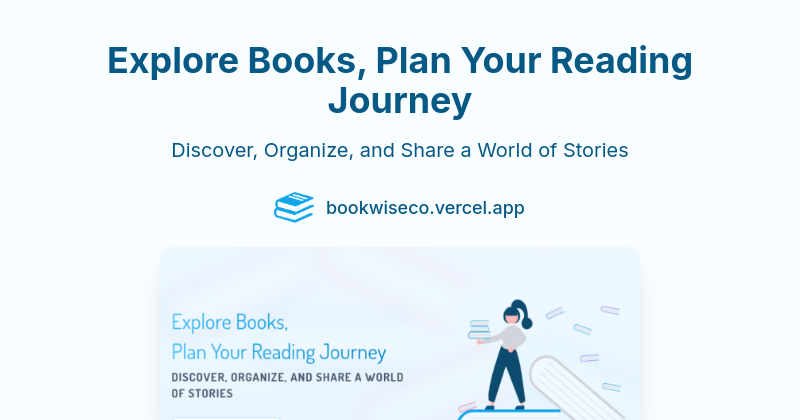 Explore Books, Plan Your Reading
Journey
Discover, Organize, and Share a World of Stories
bookwiseco.vercel.app
Explore Books,
Plan Your Reading Journey
DISCOVER, ORGANIZE, AND SHARE A WORLD
OF STORIES